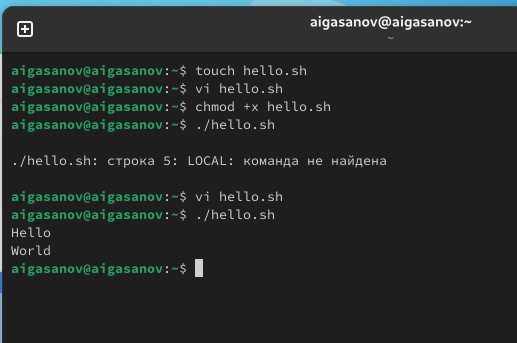 aigasanov@aigasanov:~
~
aigasanov@aigasanov:~$ touch hello.sh
aigasanov@aigasanov:~$ vi hello.sh
aigasanov@aigasanov:~$ chmod +x hello.sh
aigasanov@aigasanov:~$ ./hello.sh
./hello.sh: строка 5: LOCAL: команда не найдена
aigasanov@aigasanov:~$ vi hello.sh
aigasanov@aigasanov:~$ ./hello.sh
Hello
World
aigasanov@aigasanov:~$